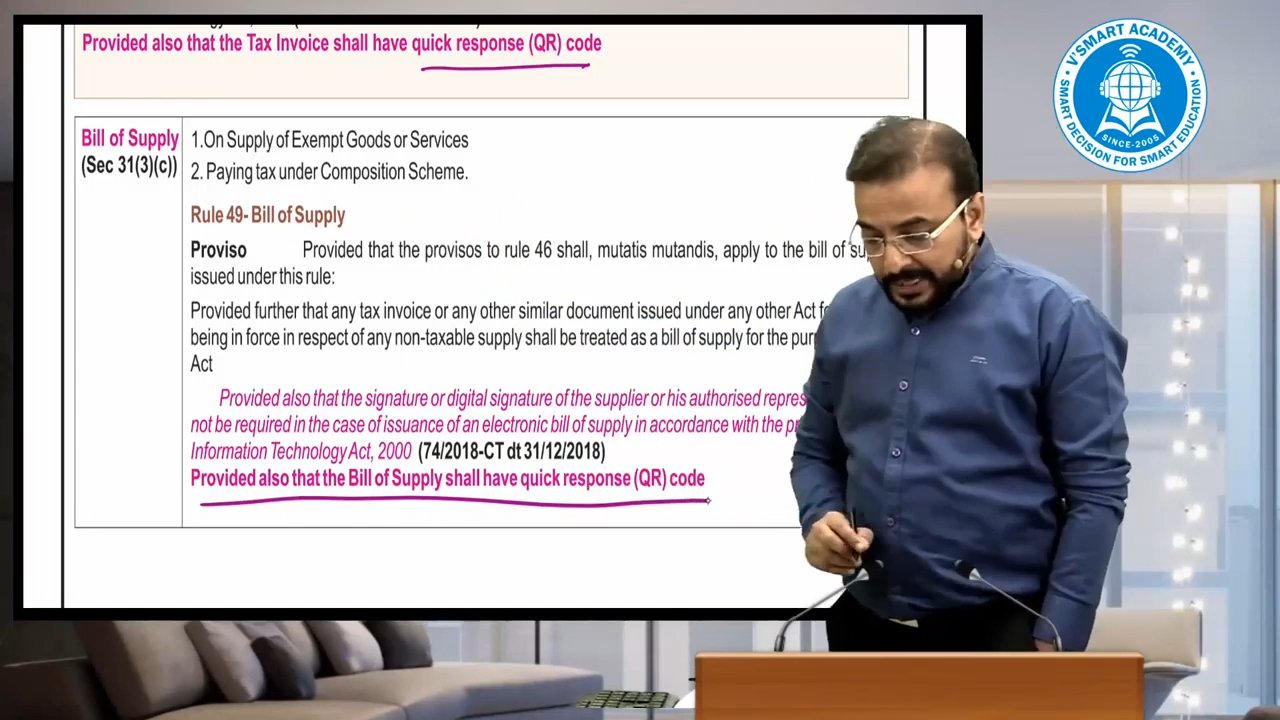 Provided also that the Tax Invoice shall have quick response (QR) code
Bill of Supply
(Sec 31(3)(c))
1.On Supply of Exempt Goods or Services
2. Paying tax under Composition Scheme.
Rule 49- Bill of Supply
Proviso Provided that the provisos to rule 46 shall, mutatis mutandis, apply to the bill of
issued under this rule:
Provided further that any tax invoice or any other similar document issued under any other Act
being in force in respect of any non-taxable supply shall be treated as a bill of supply for the
Act
Provided also that the signature or digital signature of the supplier or his authorised
not be required in the case of issuance of an electronic bill of supply in accordance with the
Information Technology Act, 2000 (74/2018-CT dt 31/12/2018)
Provided also that the Bill of Supply shall have quick response (QR) code
V'SMART ACADEMY
SINCE-2005
SMART DECISION FOR SMART EDUCATION